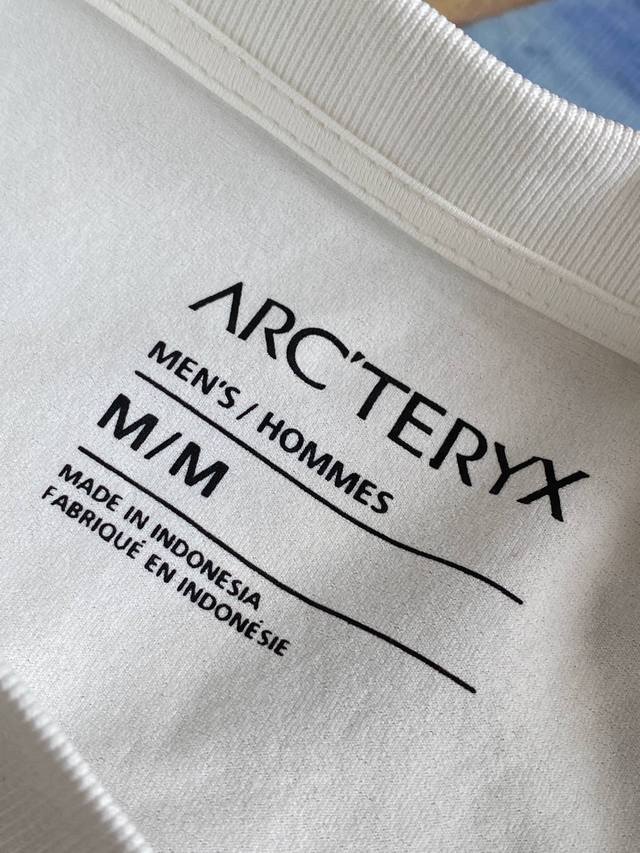 ARC'TERYX
MEN'S / HOMMES
M/M
MADE IN INDONESIA
FABRIQUÉ EN INDONÉSIE